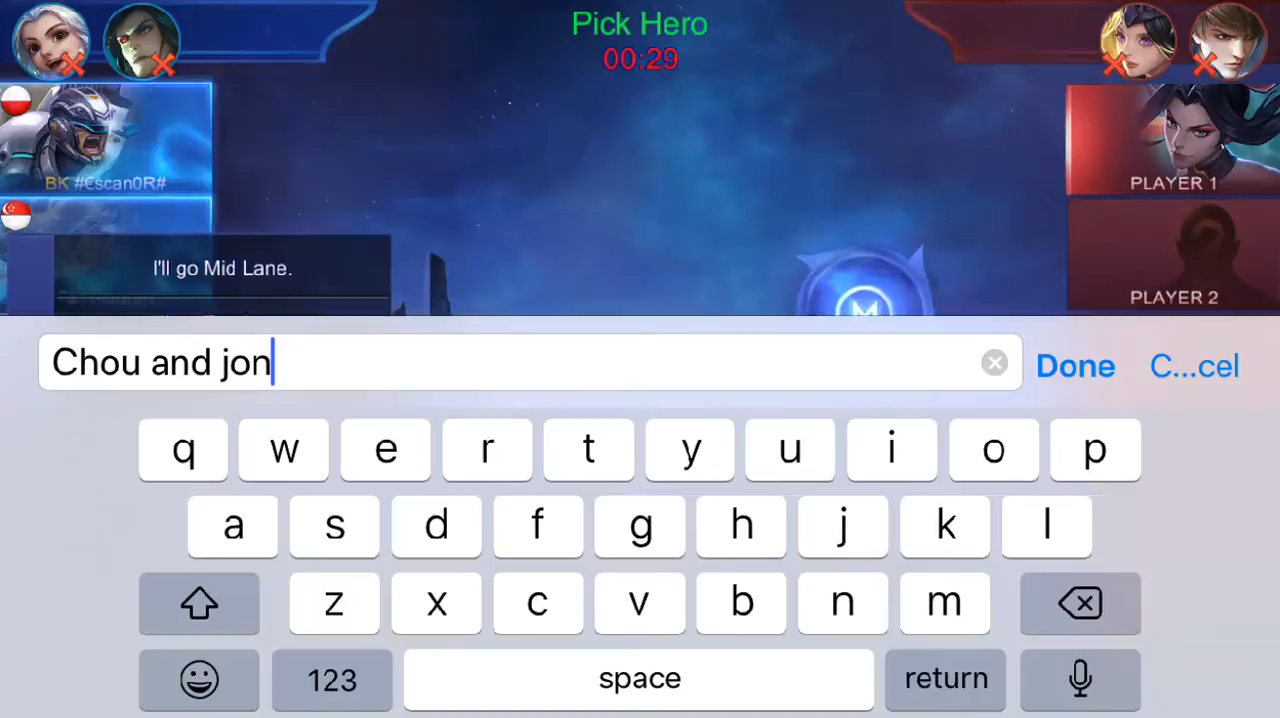 Pick Hero
00:29
BK #€scan0R#
PLAYER 1
I'll go Mid Lane.
PLAYER 2
Chou and jon
Done
C...cel
q w e r t y u i o p
a s d f g h j k l
z x c v b n m
123
space
return